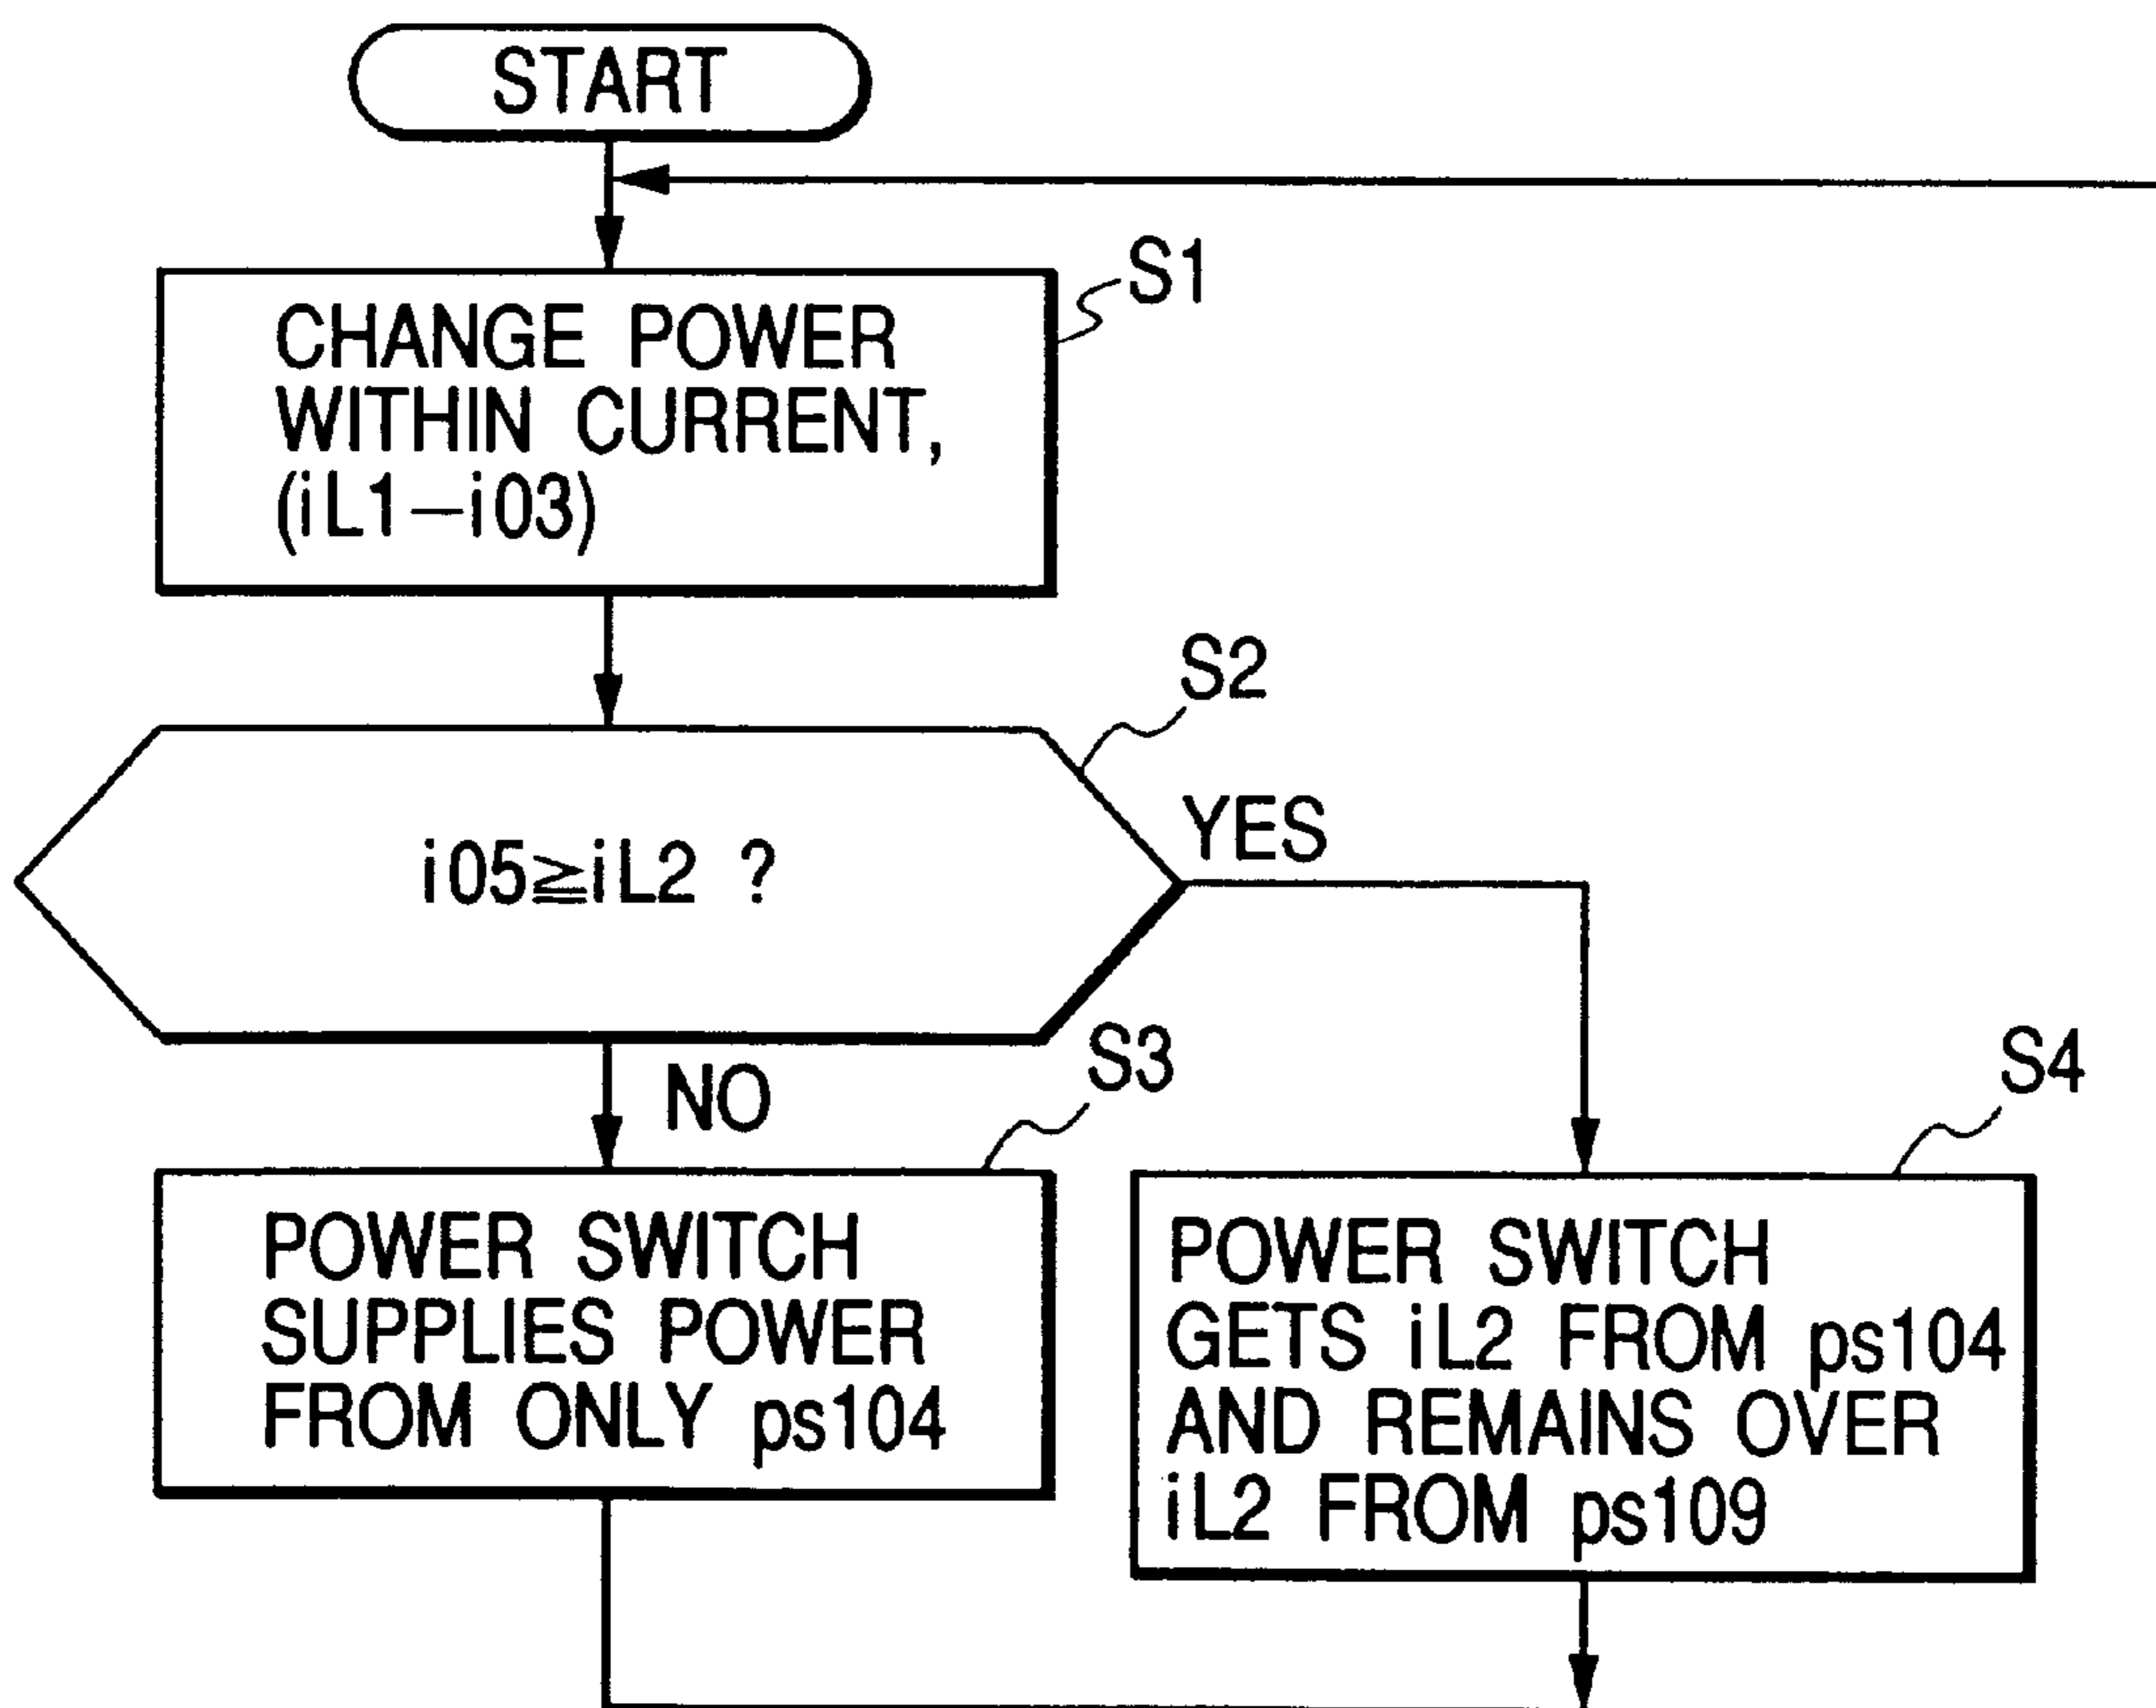 START
S1
CHANGE POWER
WITHIN CURRENT,
(iL1—i03)
S2
i05≧iL2 ?
YES
NO
S3
POWER SWITCH
SUPPLIES POWER
FROM ONLY ps104
S4
POWER SWITCH
GETS iL2 FROM ps104
AND REMAINS OVER
iL2 FROM ps109